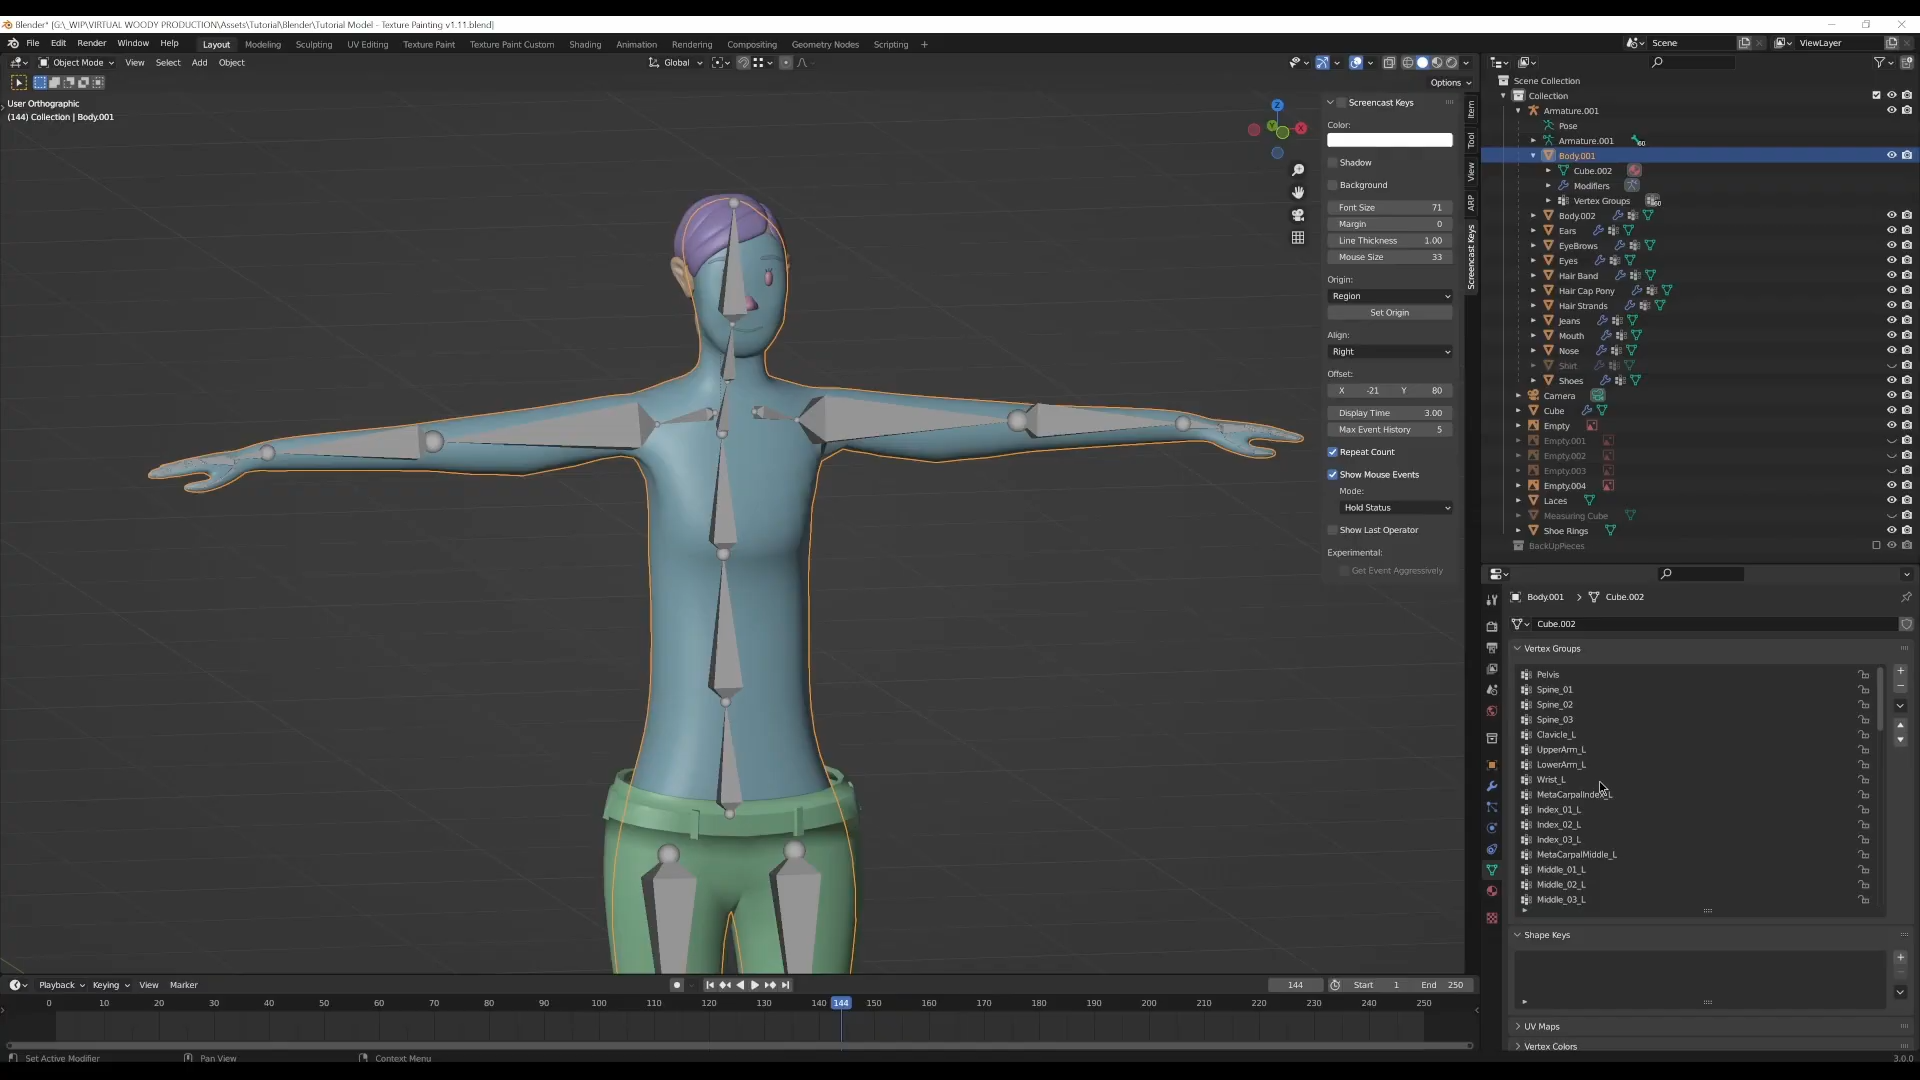 Blender* [G:\_WIP\VIRTUAL WOODY PRODUCTION\Assets\Tutorial\Blender\Tutorial Model - Texture Painting v1.11.blend]
File Edit Render Window Help Layout Modeling Sculpting UV Editing Texture Paint Texture Paint Custom Shading Animation Rendering Compositing Geometry Nodes Scripting + Scene ViewLayer
Object Mode View Select Add Object Global
Options
User Orthographic
(144) Collection | Body.001
Z
Y
X
Screencast Keys
Color:
Shadow
Background
Font Size 71
Margin 0
Line Thickness 1.00
Mouse Size 33
Origin:
Region
Set Origin
Align:
Right
Offset:
X -21 Y 80
Display Time 3.00
Max Event History 5
Repeat Count
Show Mouse Events
Mode:
Hold Status
Show Last Operator
Experimental:
Get Event Aggressively
Item
Tool
View
ARP
Screencast Keys
Scene Collection
Collection
Armature.001
Pose
Armature.001 60
Body.001
Cube.002
Modifiers
Vertex Groups 60
Body.002
Ears
EyeBrows
Eyes
Hair Band
Hair Cap Pony
Hair Strands
Jeans
Mouth
Nose
Shirt
Shoes
Camera
Cube
Empty
Empty.001
Empty.002
Empty.003
Empty.004
Laces
Measuring Cube
Shoe Rings
BackUpPieces
Body.001 > Cube.002
Cube.002
Vertex Groups
Pelvis
Spine_01
Spine_02
Spine_03
Clavicle_L
UpperArm_L
LowerArm_L
Wrist_L
MetaCarpalIndex_L
Index_01_L
Index_02_L
Index_03_L
MetaCarpalMiddle_L
Middle_01_L
Middle_02_L
Middle_03_L
Shape Keys
UV Maps
Vertex Colors
Playback Keying View Marker 144 Start 1 End 250
0 10 20 30 40 50 60 70 80 90 100 110 120 130 140 144 150 160 170 180 190 200 210 220 230 240 250
Set Active Modifier Pan View Context Menu 3.0.0